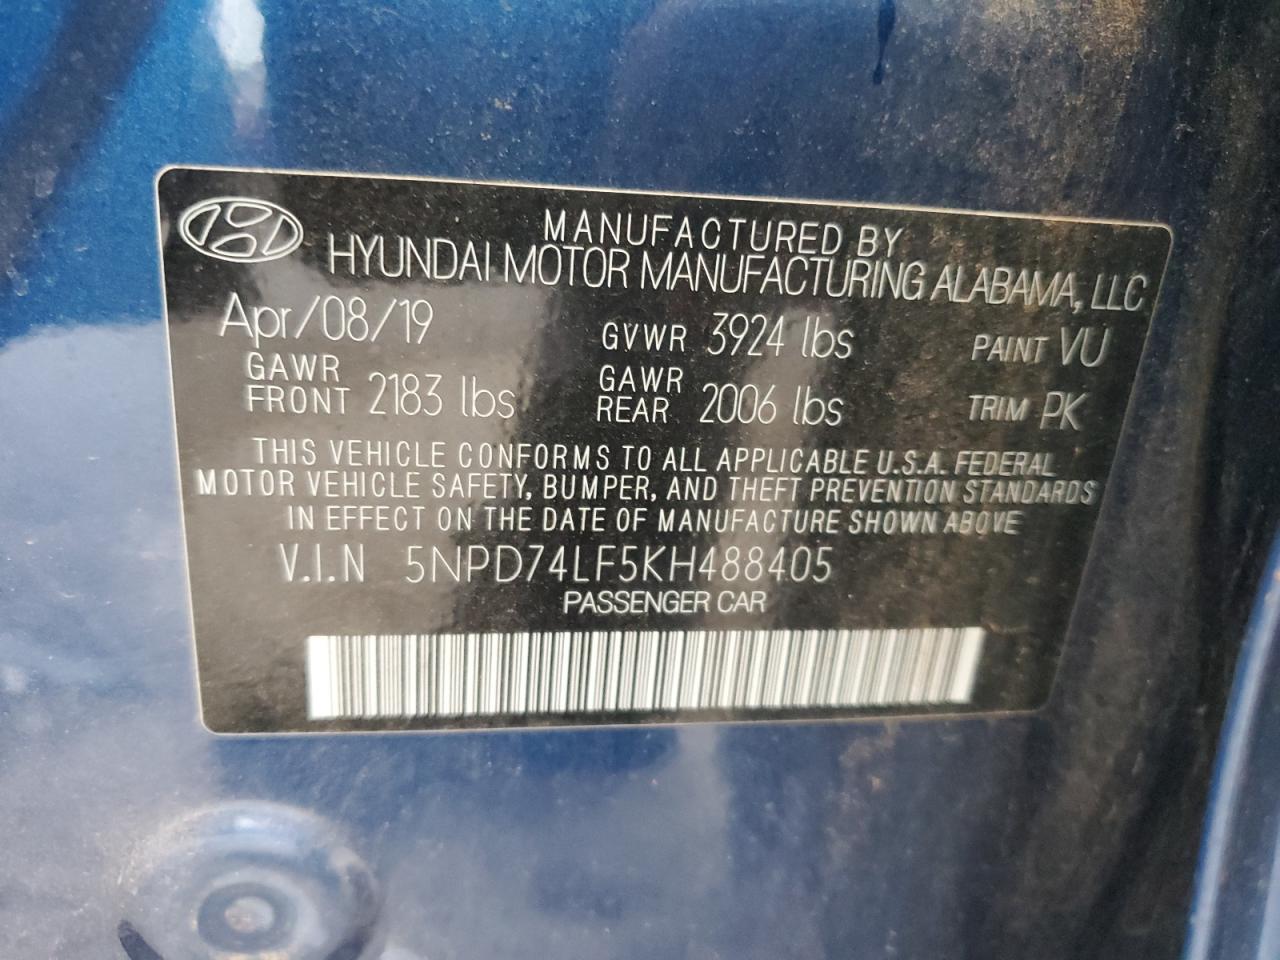 MANUFACTURED BY
HYUNDAI MOTOR MANUFACTURING ALABAMA, LLC
Apr/08/19 GVWR 3924 lbs PAINT VU
GAWR FRONT 2183 lbs GAWR REAR 2006 lbs TRIM PK
THIS VEHICLE CONFORMS TO ALL APPLICABLE U.S.A. FEDERAL
MOTOR VEHICLE SAFETY, BUMPER, AND THEFT PREVENTION STANDARDS
IN EFFECT ON THE DATE OF MANUFACTURE SHOWN ABOVE
V.I.N 5NPD74LF5KH488405
PASSENGER CAR